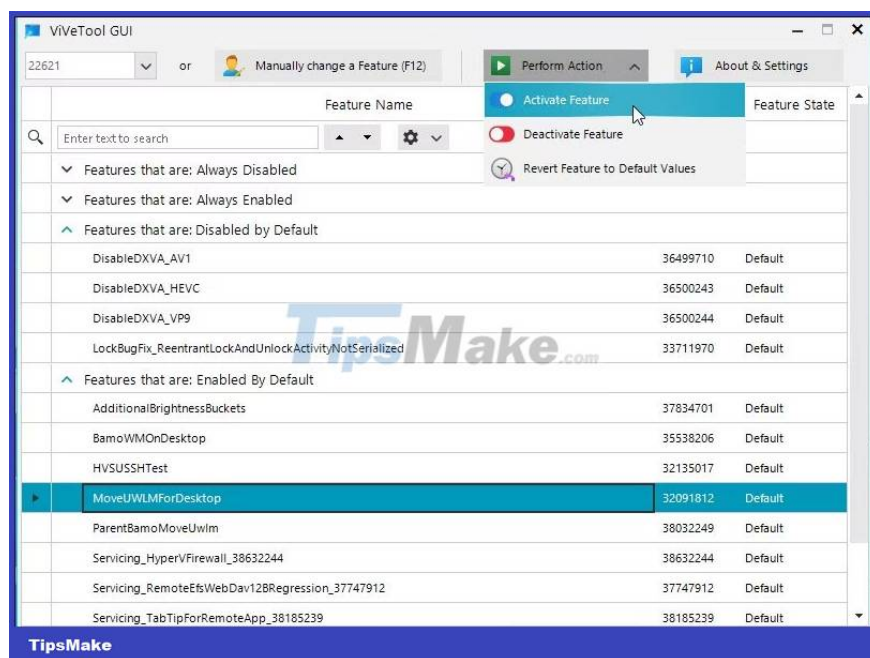 ViVeTool GUI
22621 or Manually change a Feature (F12) Perform Action About & Settings
Feature Name Feature State
Activate Feature
Enter text to search
Deactivate Feature
Features that are: Always Disabled
Revert Feature to Default Values
Features that are: Always Enabled
Features that are: Disabled by Default
DisableDXVA_AV1 36499710 Default
DisableDXVA_HEVC 36500243 Default
DisableDXVA_VP9 36500244 Default
TipsMake.com
LockBugFix_ReentrantLockAndUnlockActivityNotSerialized 33711970 Default
Features that are: Enabled By Default
AdditionalBrightnessBuckets 37834701 Default
BamoWMOnDesktop 35538206 Default
HVSUSSHTest 32135017 Default
MoveUWLMForDesktop 32091812 Default
ParentBamoMoveUwlm 38032249 Default
Servicing_HyperVFirewall_38632244 38632244 Default
Servicing_RemoteEfsWebDav12BRegression_37747912 37747912 Default
Servicing_TabTipForRemoteApp_38185239 38185239 Default
TipsMake